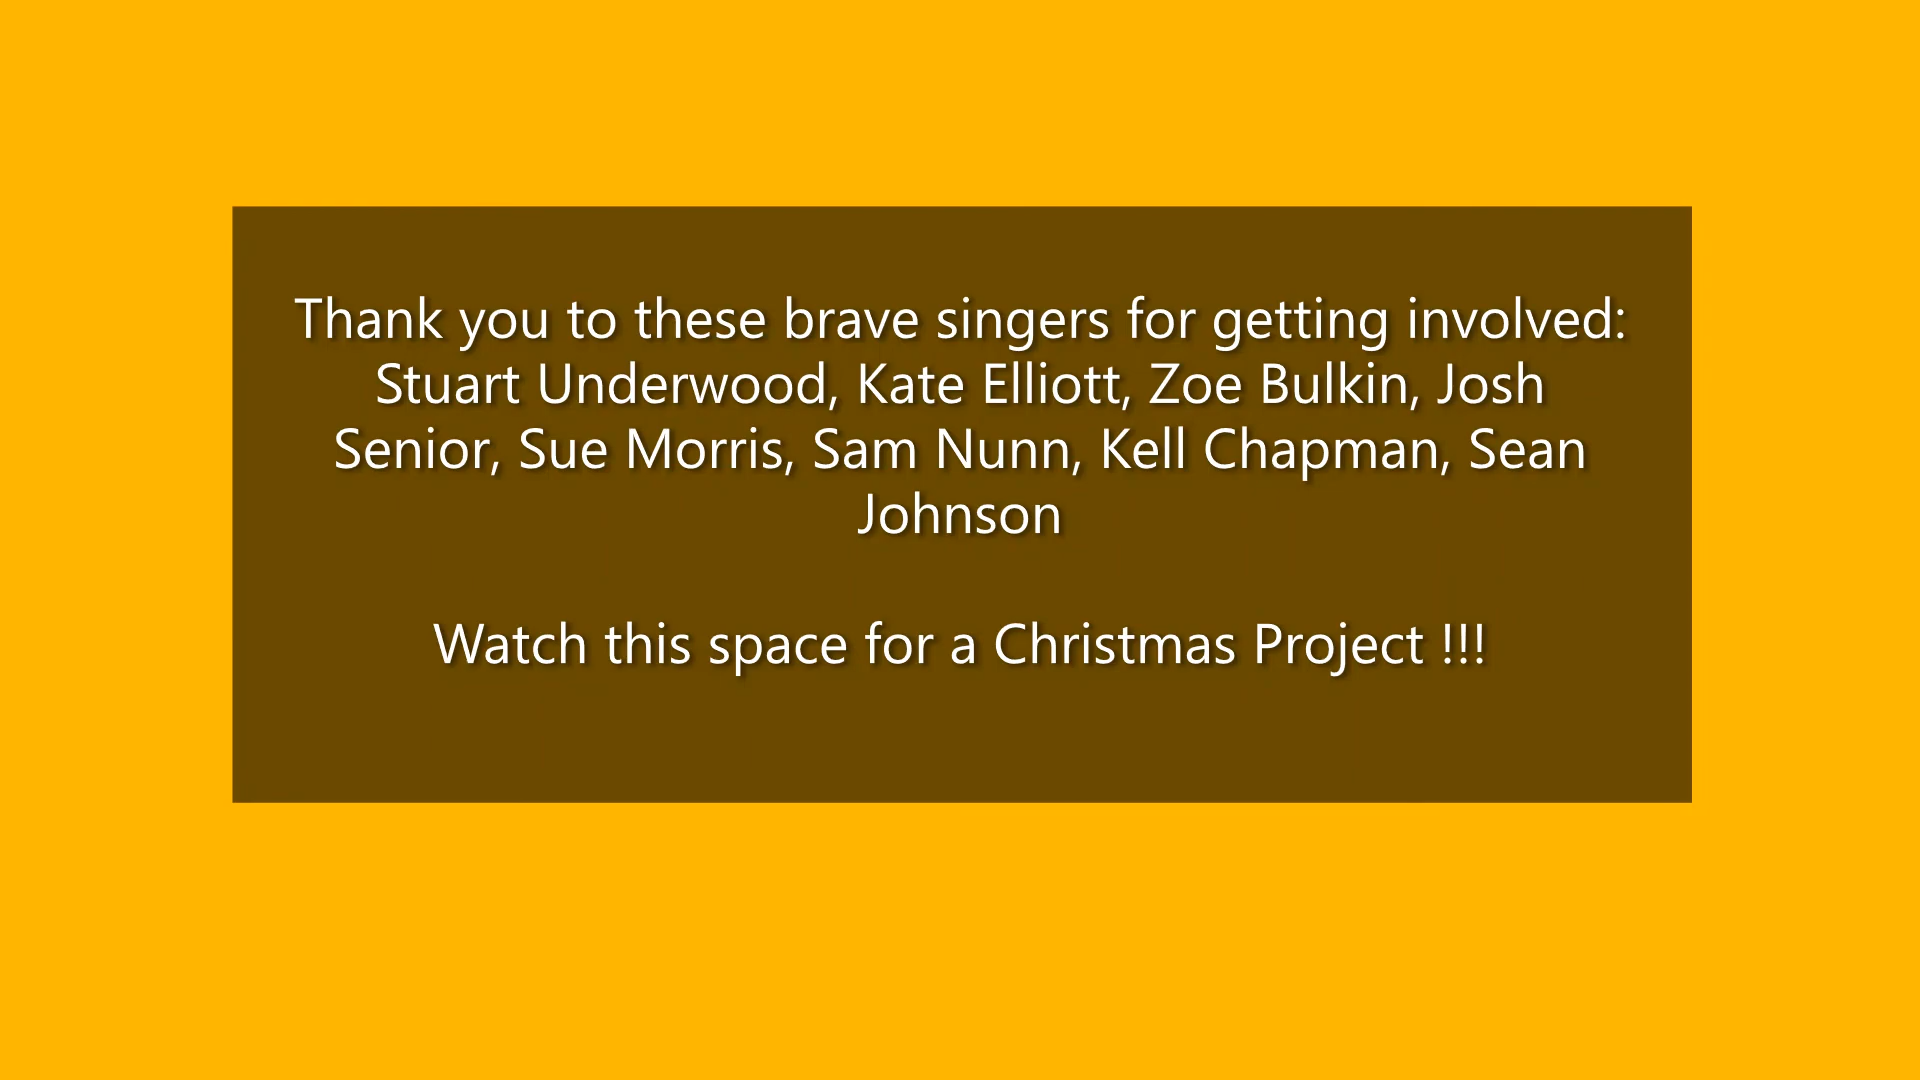 Thank you to these brave singers for getting involved:
Stuart Underwood, Kate Elliott, Zoe Bulkin, Josh
Senior, Sue Morris, Sam Nunn, Kell Chapman, Sean
Johnson
Watch this space for a Christmas Project !!!